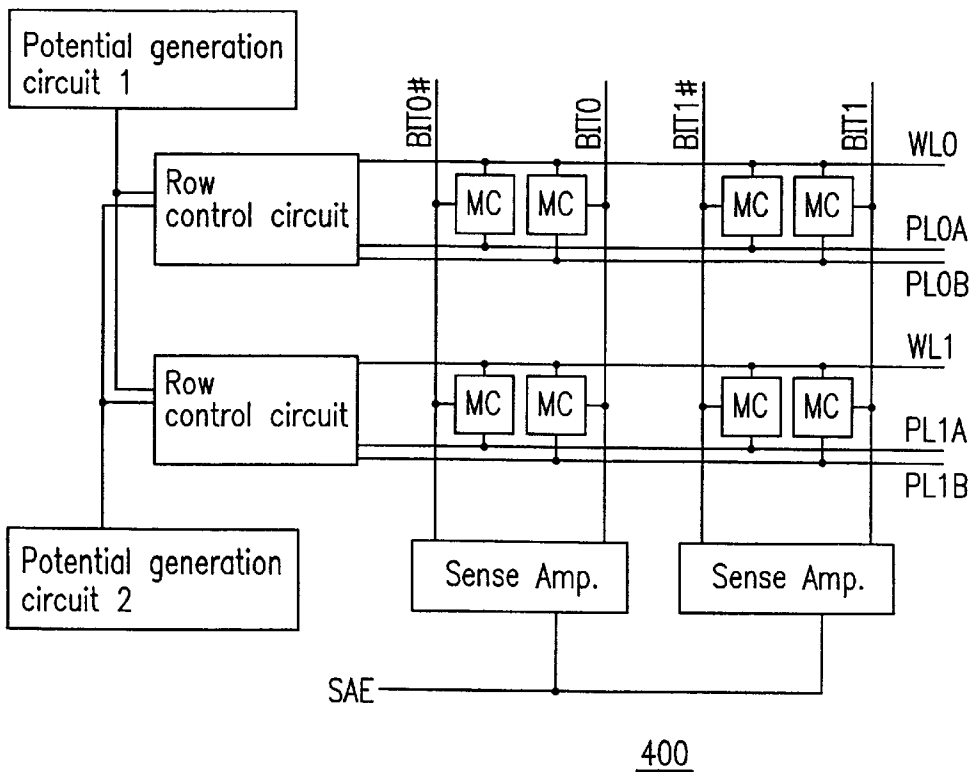 Potential generation
circuit 1
BIT0#
BIT0
BIT1#
BIT1
WL0
Row
control circuit
MC
MC
MC
MC
PL0A
PL0B
WL1
Row
control circuit
MC
MC
MC
MC
PL1A
PL1B
Potential generation
circuit 2
Sense Amp.
Sense Amp.
SAE
400